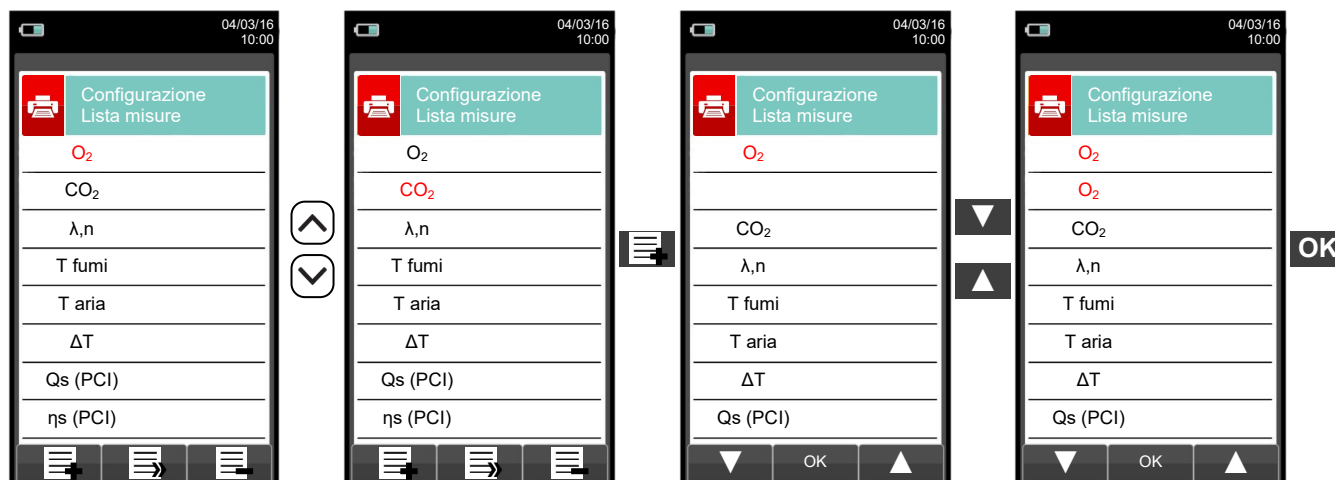 04/03/16
10:00
Configurazione
Lista misure
O₂
CO₂
λ,n
T fumi
T aria
ΔT
Qs (PCI)
ηs (PCI)
04/03/16
10:00
Configurazione
Lista misure
O₂
CO₂
λ,n
T fumi
T aria
ΔT
Qs (PCI)
ηs (PCI)
04/03/16
10:00
Configurazione
Lista misure
O₂
CO₂
λ,n
T fumi
T aria
ΔT
Qs (PCI)
OK
04/03/16
10:00
Configurazione
Lista misure
O₂
O₂
CO₂
λ,n
T fumi
T aria
ΔT
Qs (PCI)
OK
OK